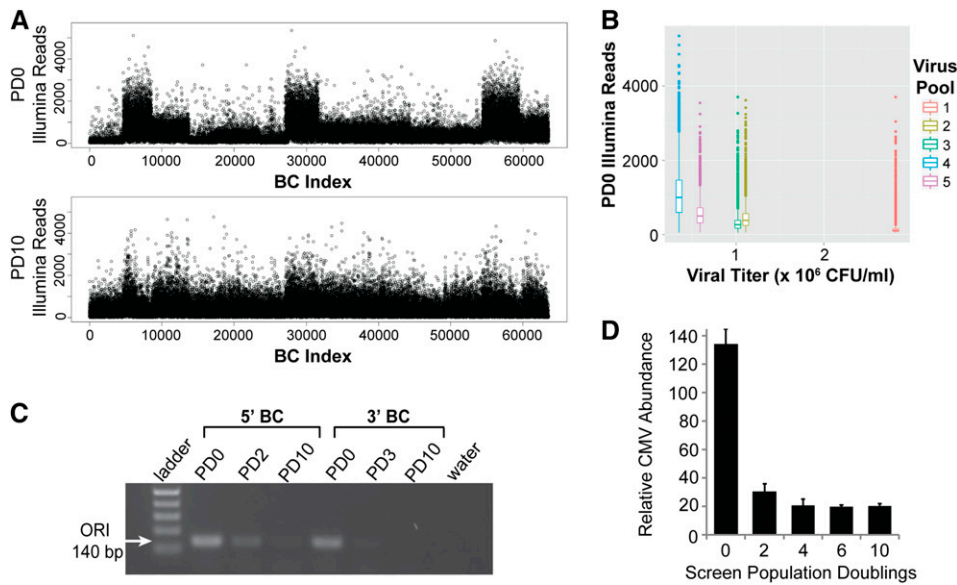 A
PD0
Illumina Reads
4000
2000
0
0 10000 20000 30000 40000 50000 60000
BC Index
PD10
Illumina Reads
4000
2000
0
0 10000 20000 30000 40000 50000 60000
BC Index
B
PD0 Illumina Reads
4000
2000
0
1 2
Viral Titer (x 10⁶ CFU/ml)
Virus
Pool
1
2
3
4
5
C
5' BC 3' BC
ladder PD0 PD2 PD10 PD0 PD3 PD10 water
ORI
140 bp
D
Relative CMV Abundance
140
120
100
80
60
40
20
0
0 2 4 6 10
Screen Population Doublings